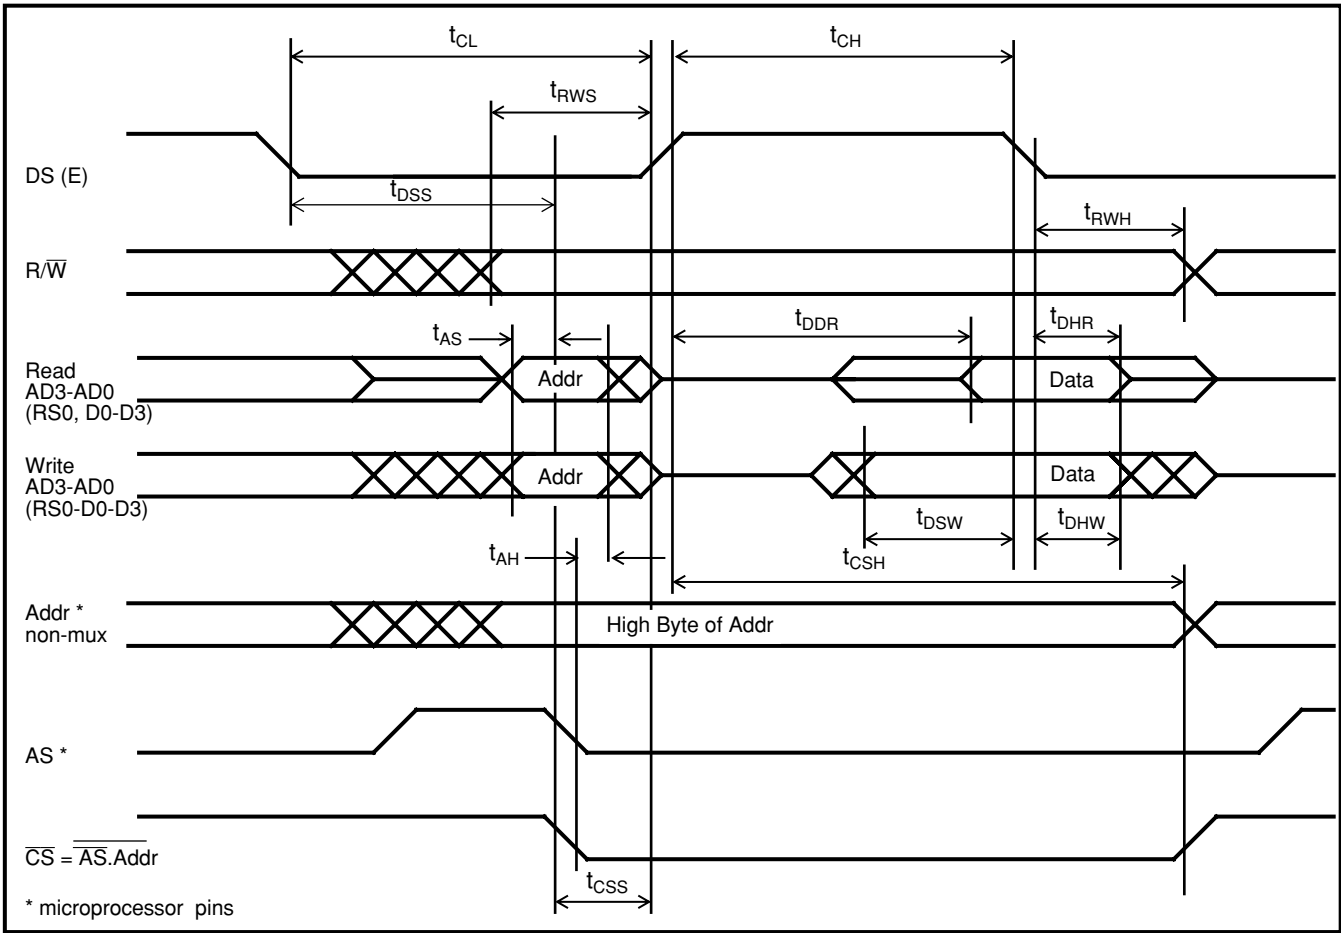 tCL
tCH
tRWS
DS (E)
tDSS
tRWH
R/W̅
tDDR
tAS
tDHR
Read
AD3-AD0
(RS0, D0-D3)
Addr
Data
Write
AD3-AD0
(RS0-D0-D3)
Addr
Data
tDSW
tDHW
tAH
tCSH
Addr *
non-mux
High Byte of Addr
AS *
C̅S̅ = A̅S̅.Addr
tCSS
* microprocessor pins